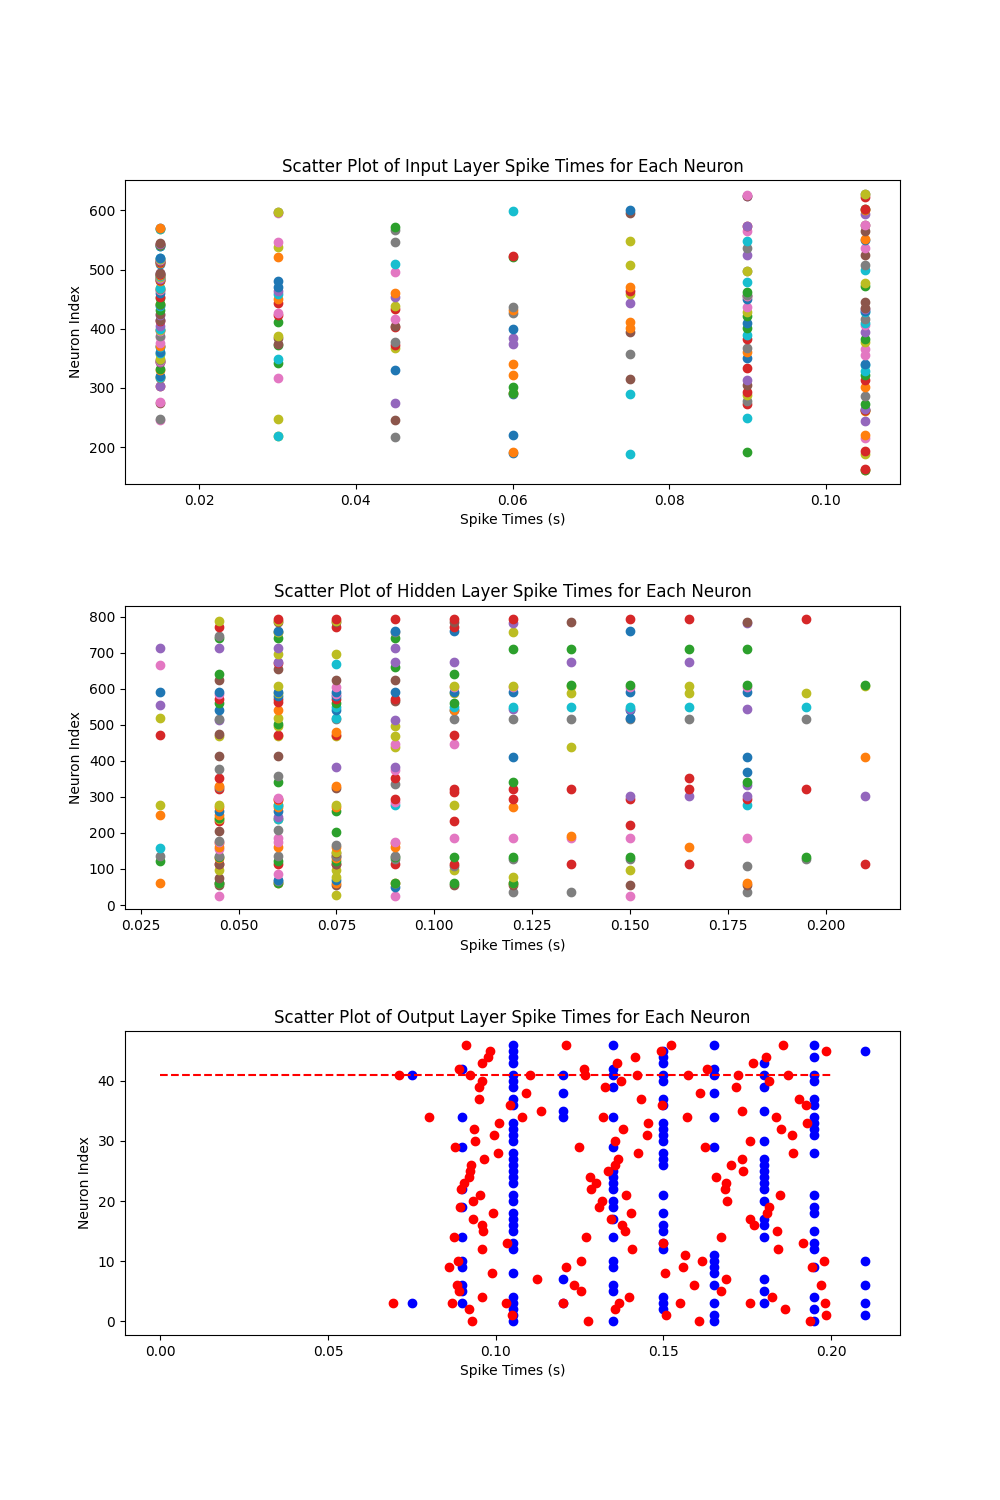 Scatter Plot of Input Layer Spike Times for Each Neuron
600
500
400
300
200
Neuron Index
0.02 0.04 0.06 0.08 0.10
Spike Times (s)
Scatter Plot of Hidden Layer Spike Times for Each Neuron
800
700
600
500
400
300
200
100
0
Neuron Index
0.025 0.050 0.075 0.100 0.125 0.150 0.175 0.200
Spike Times (s)
Scatter Plot of Output Layer Spike Times for Each Neuron
40
30
20
10
0
Neuron Index
0.00 0.05 0.10 0.15 0.20
Spike Times (s)